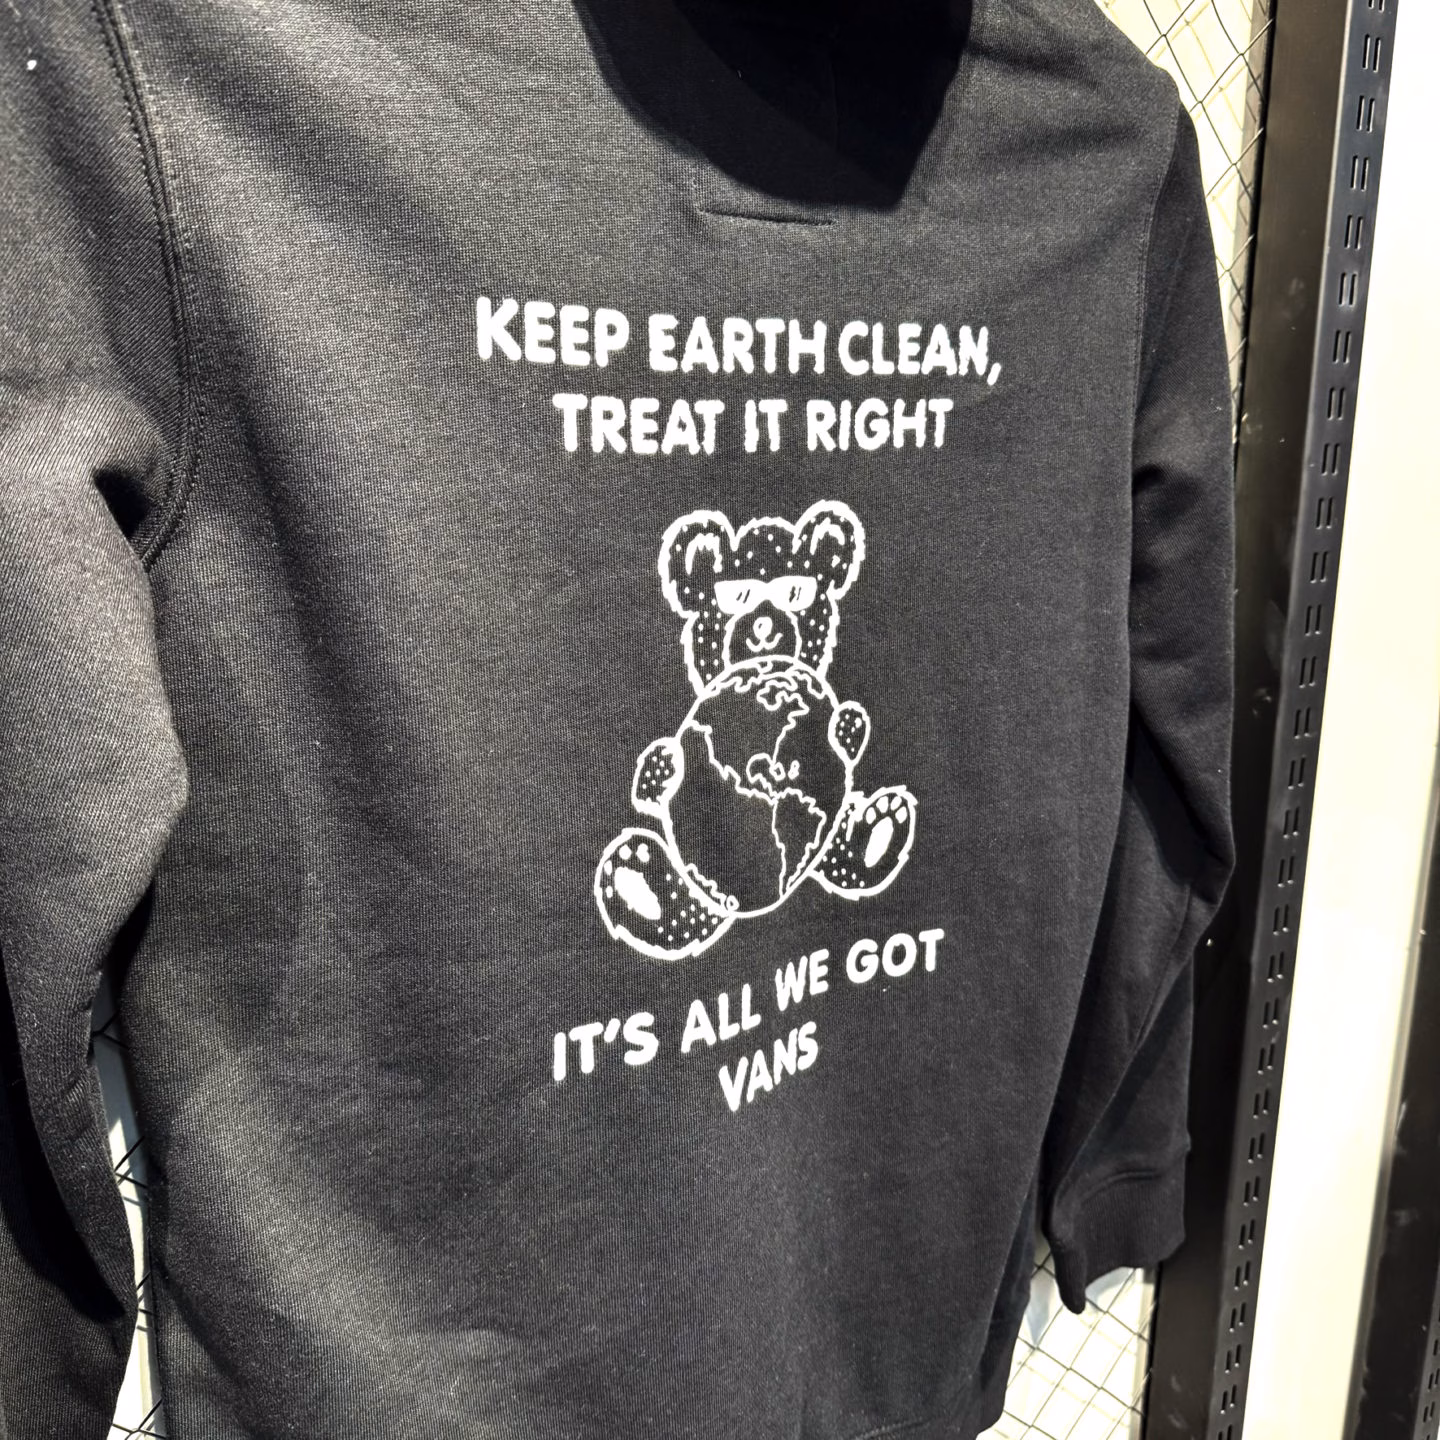 KEEP EARTH CLEAN,
TREAT IT RIGHT
IT'S ALL WE GOT
VANS